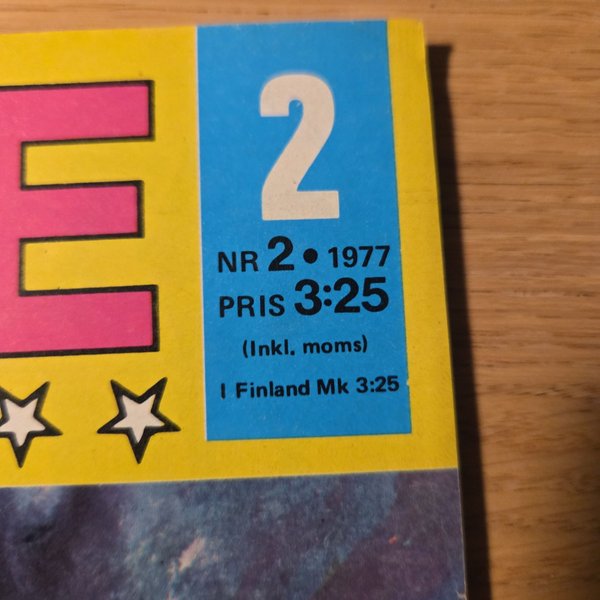 E
2
NR 2 • 1977
PRIS 3:25
(Inkl. moms)
I Finland Mk 3:25